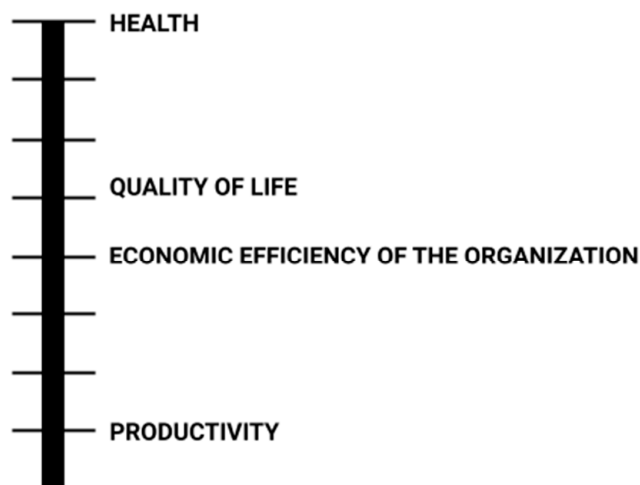 HEALTH
QUALITY OF LIFE
ECONOMIC EFFICIENCY OF THE ORGANIZATION
PRODUCTIVITY